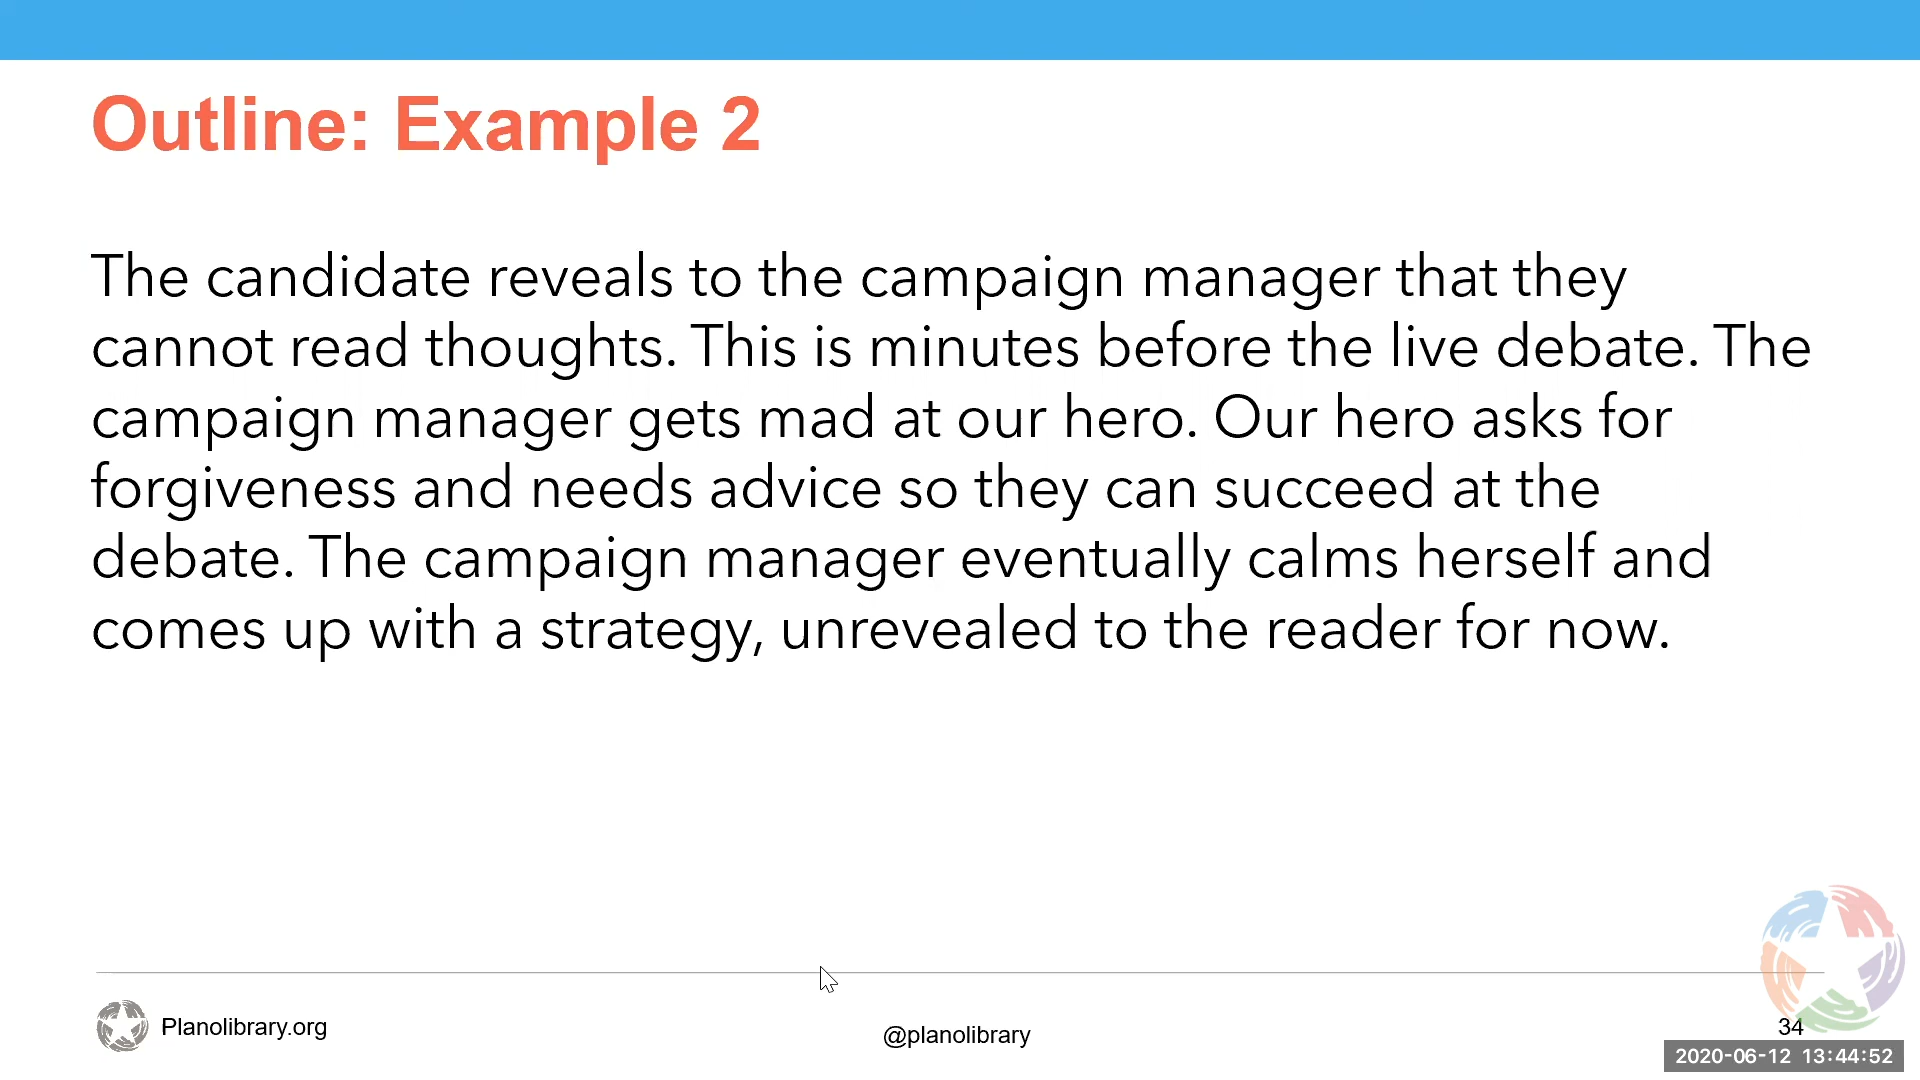 Outline: Example 2
The candidate reveals to the campaign manager that they
cannot read thoughts. This is minutes before the live debate. The
campaign manager gets mad at our hero. Our hero asks for
forgiveness and needs advice so they can succeed at the
debate. The campaign manager eventually calms herself and
comes up with a strategy, unrevealed to the reader for now.
Planolibrary.org
@planolibrary
34
2020-06-12 13:44:52